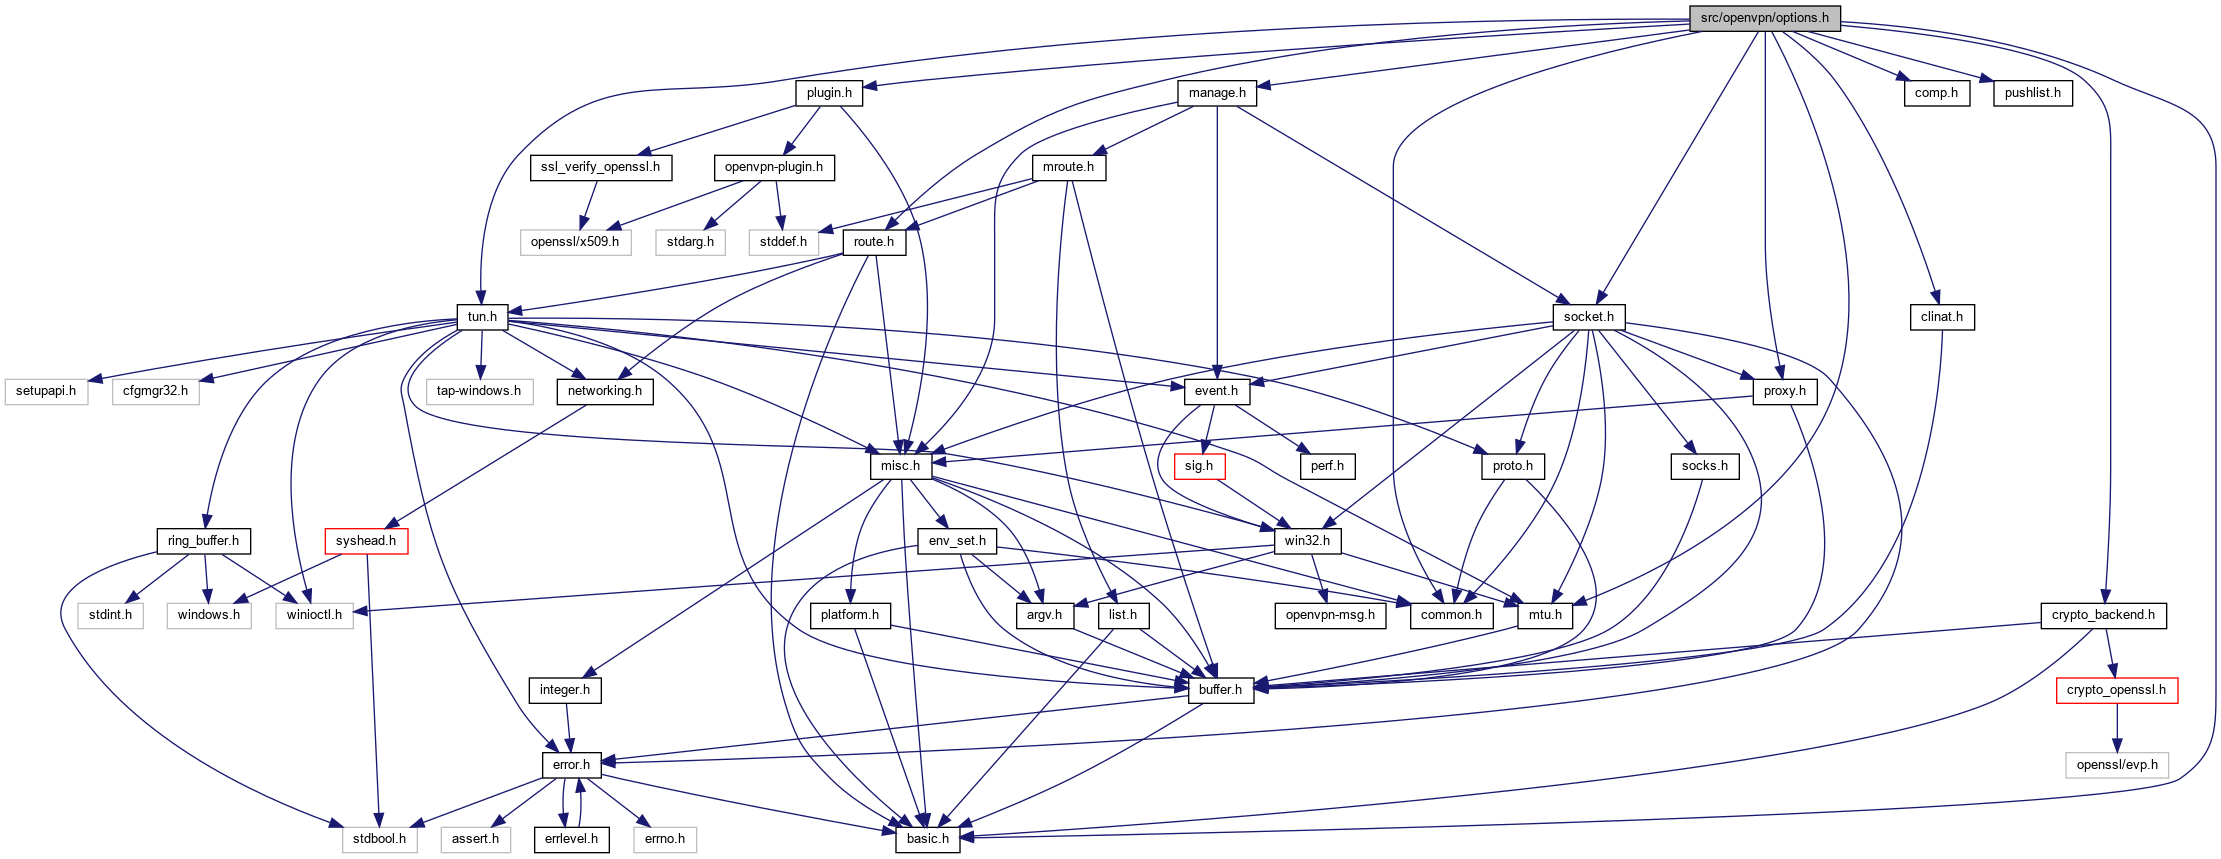 src/openvpn/options.h
plugin.h
manage.h
comp.h
pushlist.h
ssl_verify_openssl.h
openvpn-plugin.h
mroute.h
openssl/x509.h
stdarg.h
stddef.h
route.h
tun.h
socket.h
clinat.h
setupapi.h
cfgmgr32.h
tap-windows.h
networking.h
event.h
proxy.h
misc.h
sig.h
perf.h
proto.h
socks.h
ring_buffer.h
syshead.h
env_set.h
win32.h
stdint.h
windows.h
winioctl.h
platform.h
argv.h
list.h
openvpn-msg.h
common.h
mtu.h
crypto_backend.h
integer.h
buffer.h
crypto_openssl.h
error.h
openssl/evp.h
stdbool.h
assert.h
errlevel.h
errno.h
basic.h